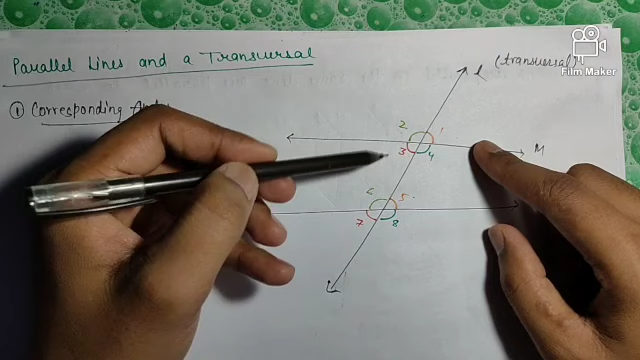 Parallel Lines and a Transversal
l (transversal)
Film Maker
① Corresponding
2 1
3 4
M
6 5
7 8